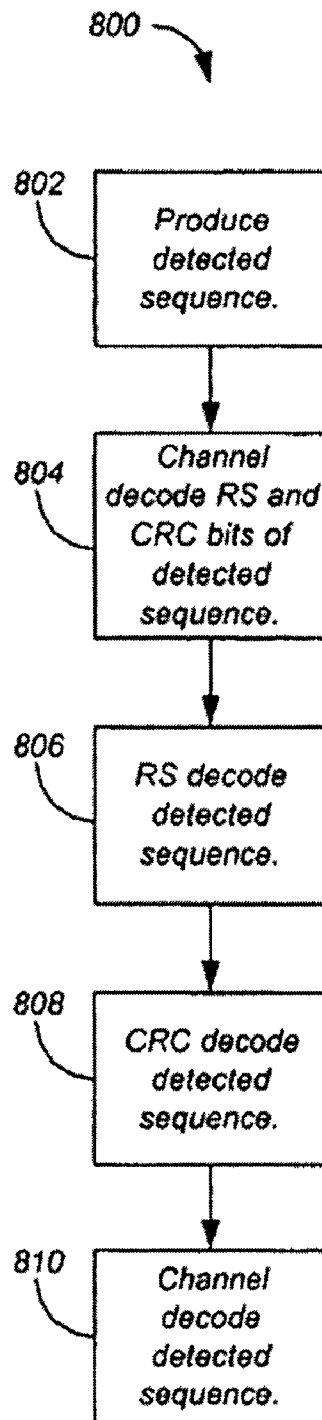 800
802
Produce
detected
sequence.
804
Channel
decode RS and
CRC bits of
detected
sequence.
806
RS decode
detected
sequence.
808
CRC decode
detected
sequence.
810
Channel
decode
detected
sequence.